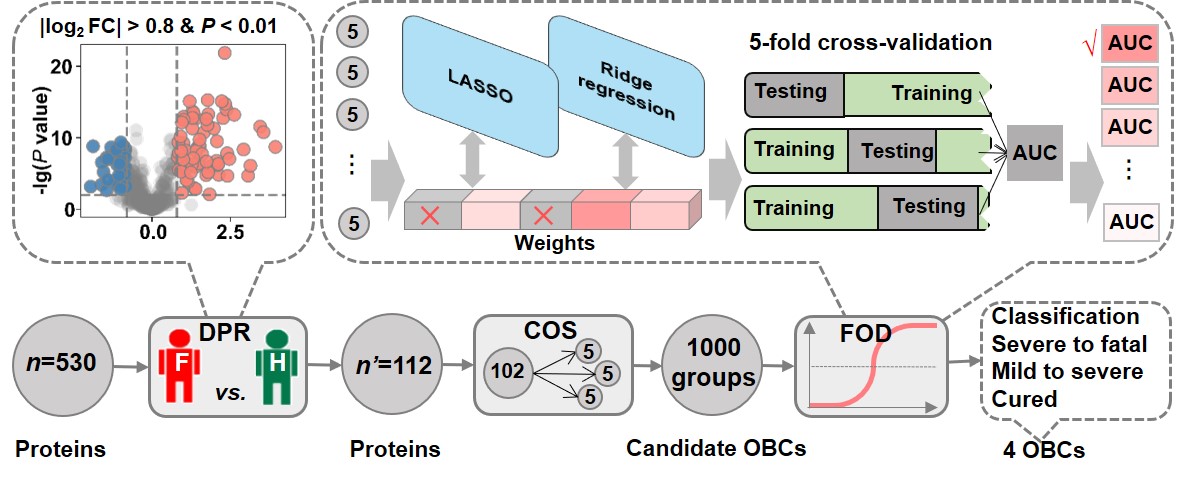 |log₂ FC| > 0.8 & P < 0.01
-lg(P value)
20
10
0
0.0
2.5
5
5
5
⋮
5
LASSO
Ridge
regression
Weights
5-fold cross-validation
Testing
Training
Training
Testing
Training
Testing
AUC
√
AUC
AUC
AUC
⋮
AUC
n=530
Proteins
DPR
F
H
vs.
n'=112
Proteins
COS
102
5
5
5
1000
groups
Candidate OBCs
FOD
Classification
Severe to fatal
Mild to severe
Cured
4 OBCs